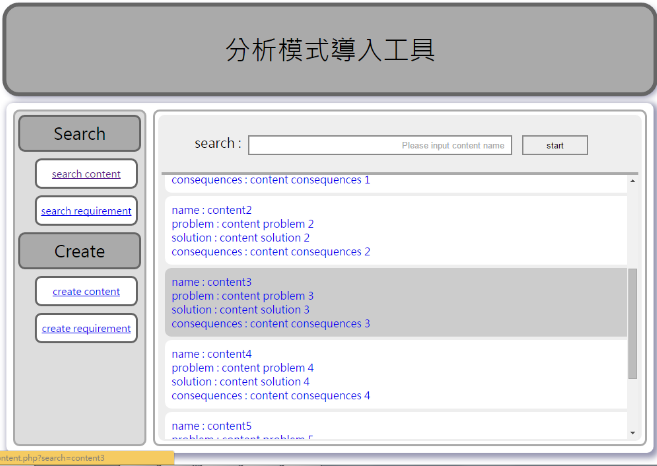 分析模式導入工具
Search
search content
search requirement
Create
create content
create requirement
search : Please input content name start
consequences : content consequences 1
name : content2
problem : content problem 2
solution : content solution 2
consequences : content consequences 2
name : content3
problem : content problem 3
solution : content solution 3
consequences : content consequences 3
name : content4
problem : content problem 4
solution : content solution 4
consequences : content consequences 4
name : content5
problem : content problem 5
ntent.php?search=content3